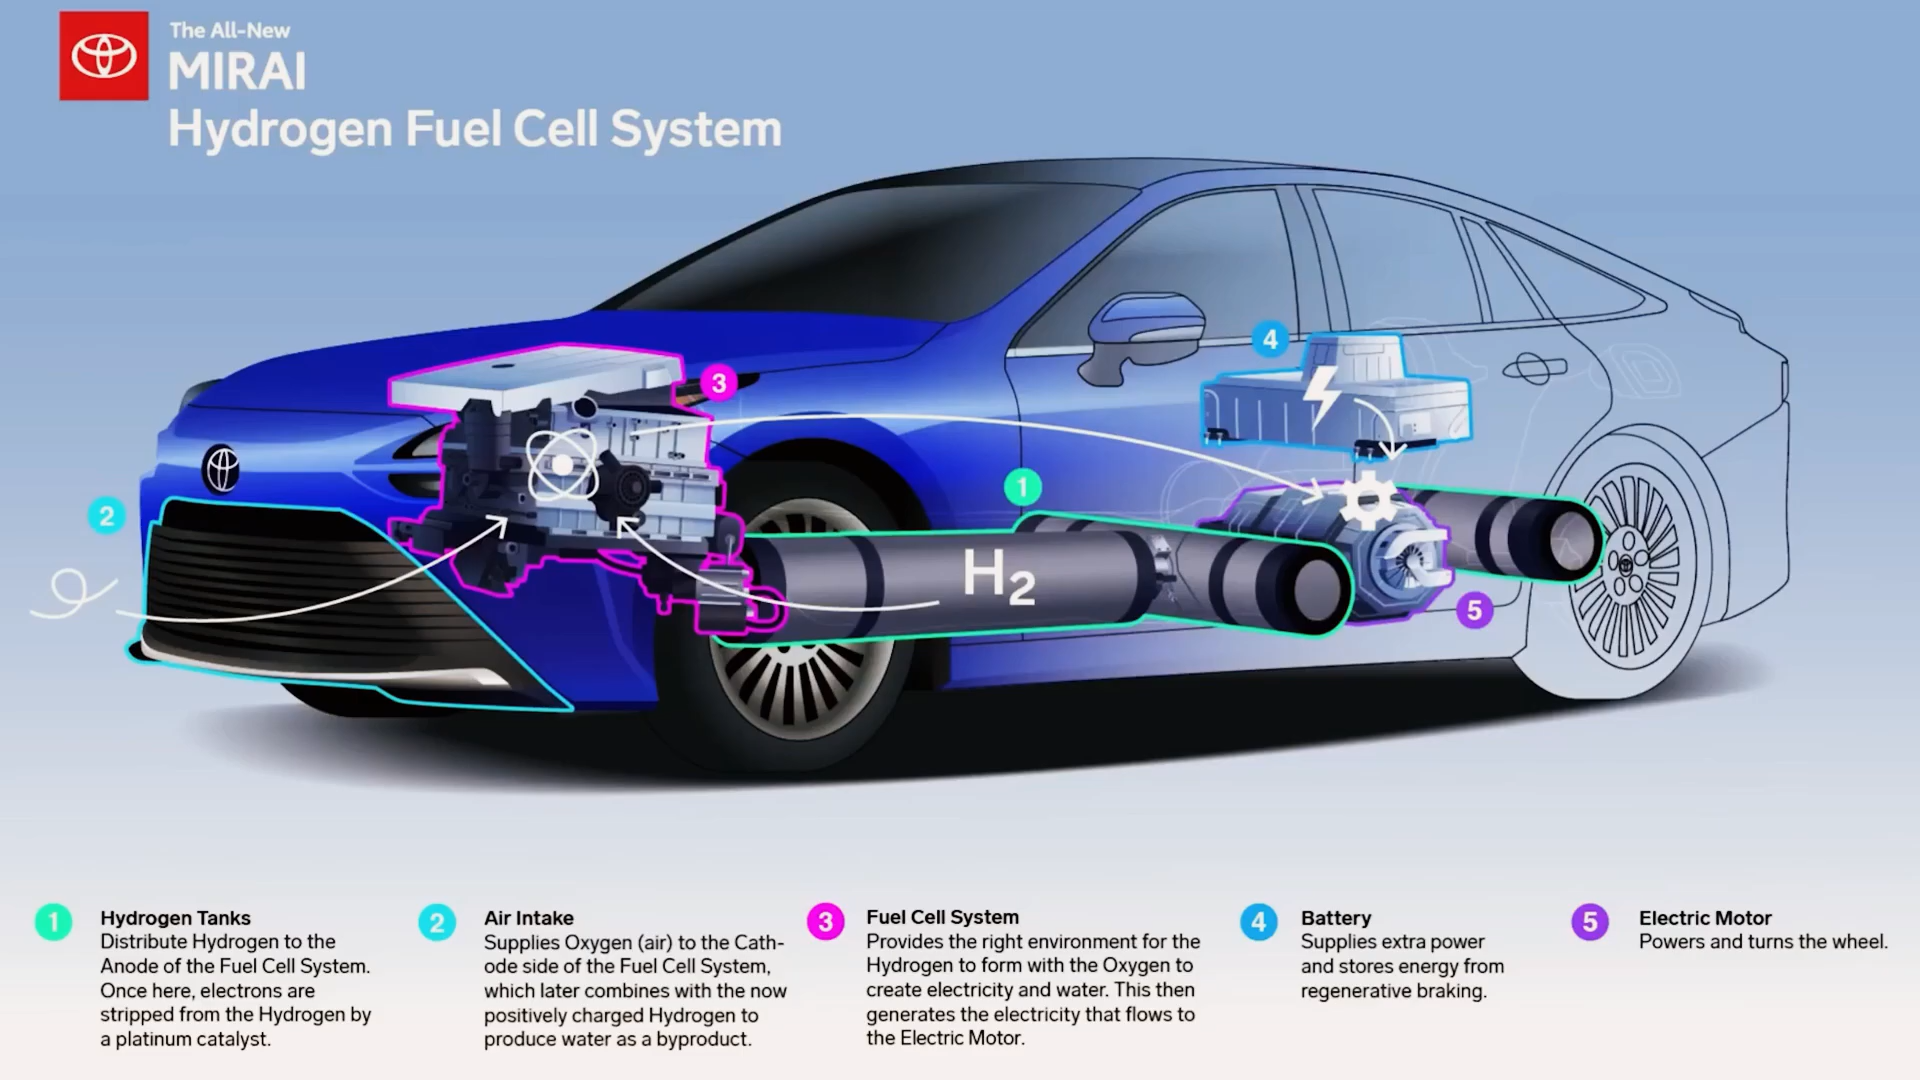 The All-New
MIRAI
Hydrogen Fuel Cell System
3
4
1
2
H₂
5
1
Hydrogen Tanks
Distribute Hydrogen to the
Anode of the Fuel Cell System.
Once here, electrons are
stripped from the Hydrogen by
a platinum catalyst.
2
Air Intake
Supplies Oxygen (air) to the Cath-
ode side of the Fuel Cell System,
which later combines with the now
positively charged Hydrogen to
produce water as a byproduct.
3
Fuel Cell System
Provides the right environment for the
Hydrogen to form with the Oxygen to
create electricity and water. This then
generates the electricity that flows to
the Electric Motor.
4
Battery
Supplies extra power
and stores energy from
regenerative braking.
5
Electric Motor
Powers and turns the wheel.